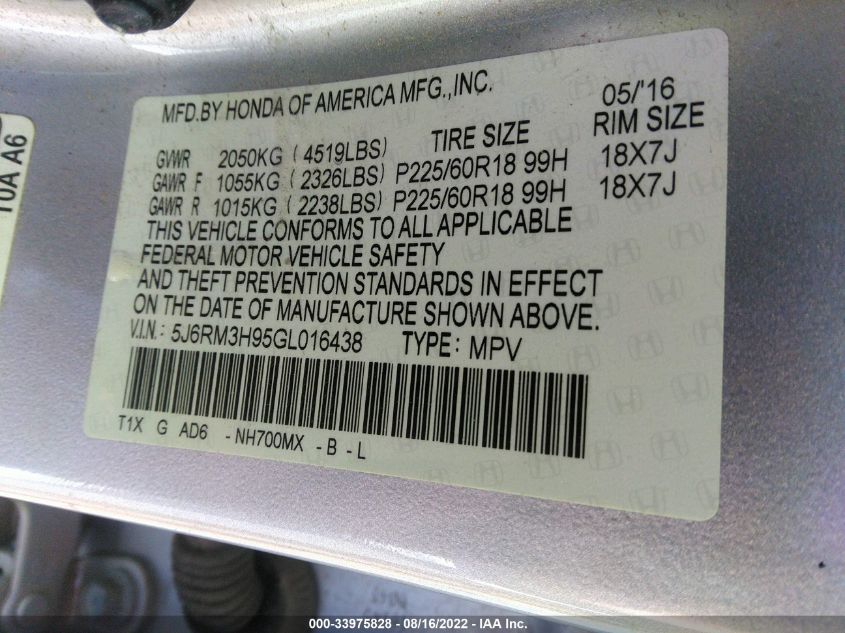 MFD.BY HONDA OF AMERICA MFG.,INC. 05/'16
TIRE SIZE RIM SIZE
GVWR 2050KG (4519LBS)
GAWR F 1055KG (2326LBS) P225/60R18 99H 18X7J
GAWR R 1015KG (2238LBS) P225/60R18 99H 18X7J
THIS VEHICLE CONFORMS TO ALL APPLICABLE
FEDERAL MOTOR VEHICLE SAFETY
AND THEFT PREVENTION STANDARDS IN EFFECT
ON THE DATE OF MANUFACTURE SHOWN ABOVE.
V.I.N.: 5J6RM3H95GL016438 TYPE: MPV
T1X G AD6 -NH700MX -B -L
10A A6
000-33975828 - 08/16/2022 - IAA Inc.